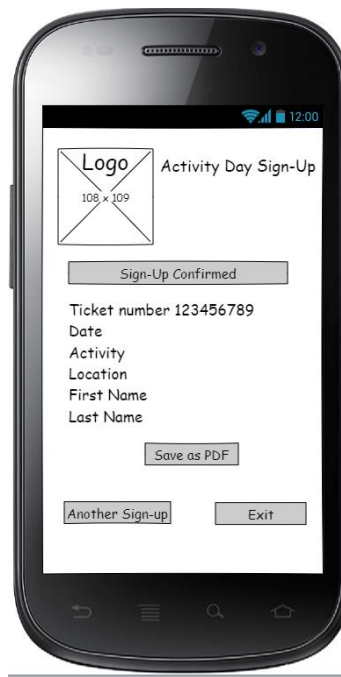 12:00
Logo
Activity Day Sign-Up
108 x 109
Sign-Up Confirmed
Ticket number 123456789
Date
Activity
Location
First Name
Last Name
Save as PDF
Another Sign-up
Exit